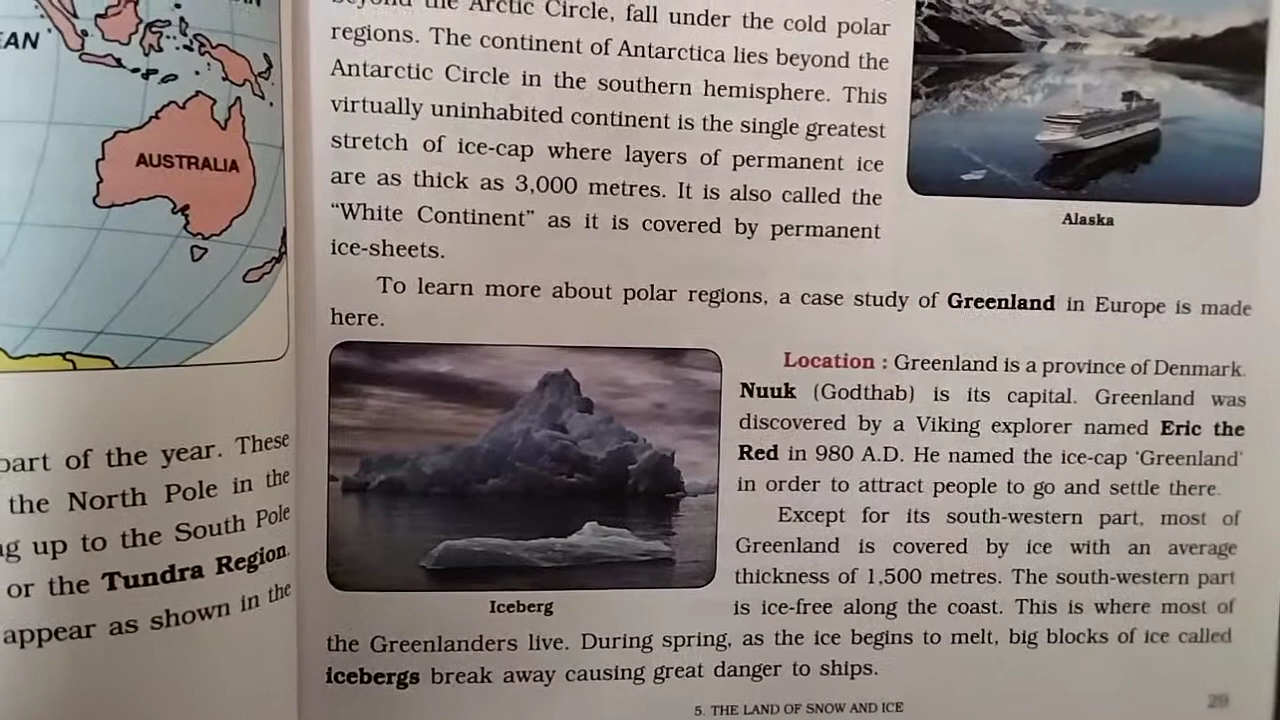 AUSTRALIA
part of the year. These
the North Pole in the
up to the South Pole
or the Tundra Region.
appear as shown in the
beyond the Arctic Circle, fall under the cold polar
regions. The continent of Antarctica lies beyond the
Antarctic Circle in the southern hemisphere. This
virtually uninhabited continent is the single greatest
stretch of ice-cap where layers of permanent ice
are as thick as 3,000 metres. It is also called the
“White Continent” as it is covered by permanent
ice-sheets.
Alaska
To learn more about polar regions, a case study of Greenland in Europe is made
here.
Iceberg
Location : Greenland is a province of Denmark.
Nuuk (Godthab) is its capital. Greenland was
discovered by a Viking explorer named Eric the
Red in 980 A.D. He named the ice-cap 'Greenland'
in order to attract people to go and settle there.
Except for its south-western part, most of
Greenland is covered by ice with an average
thickness of 1,500 metres. The south-western part
is ice-free along the coast. This is where most of
the Greenlanders live. During spring, as the ice begins to melt, big blocks of ice called
icebergs break away causing great danger to ships.
5. THE LAND OF SNOW AND ICE
29